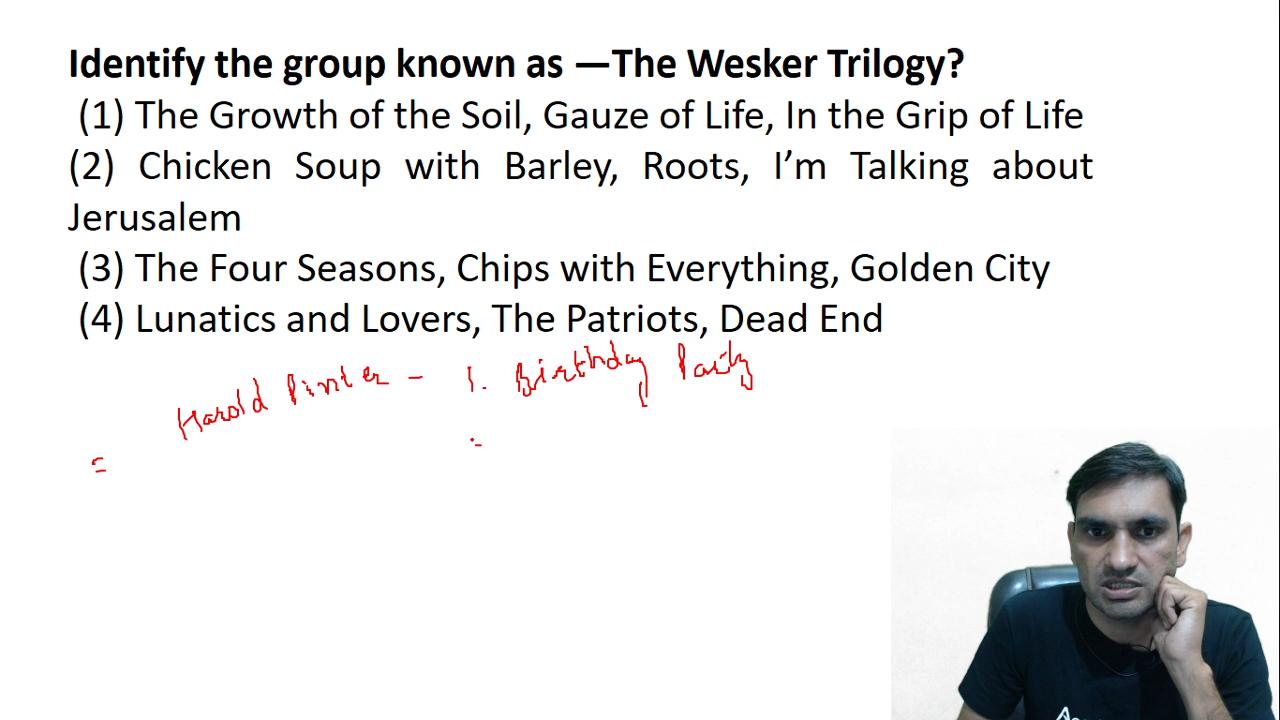 Identify the group known as —The Wesker Trilogy?
(1) The Growth of the Soil, Gauze of Life, In the Grip of Life
(2) Chicken Soup with Barley, Roots, I’m Talking about
Jerusalem
(3) The Four Seasons, Chips with Everything, Golden City
(4) Lunatics and Lovers, The Patriots, Dead End
Harold Pinter - 1. Birthday Party
=